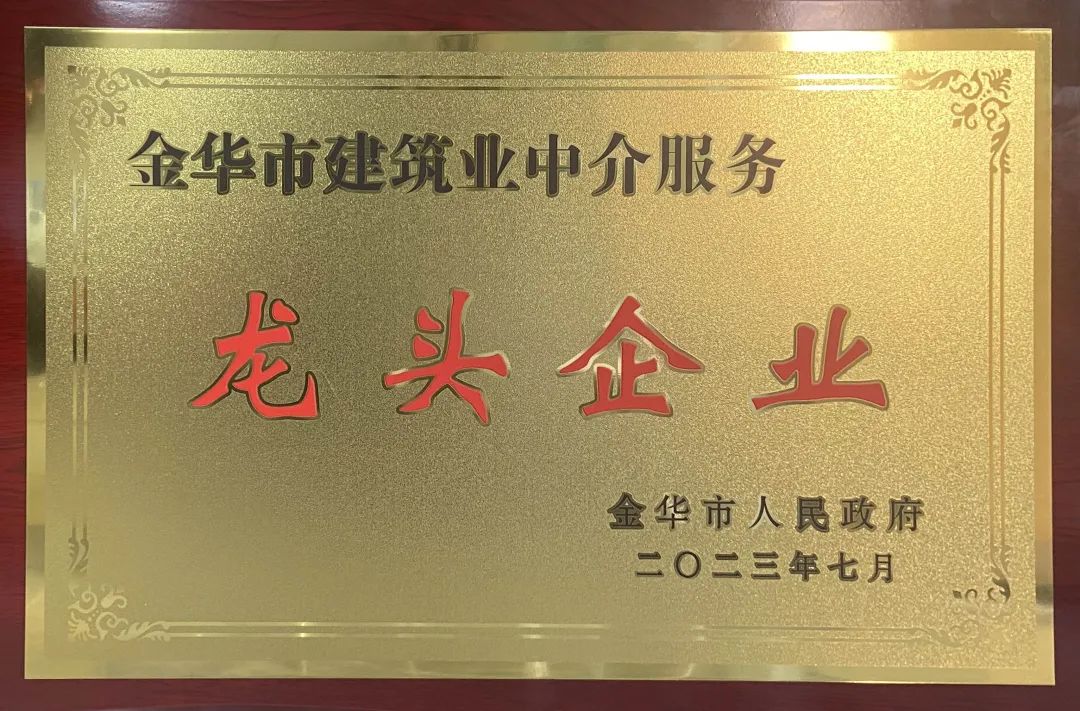 金华市建筑业中介服务
龙头企业
金华市人民政府
二〇二三年七月